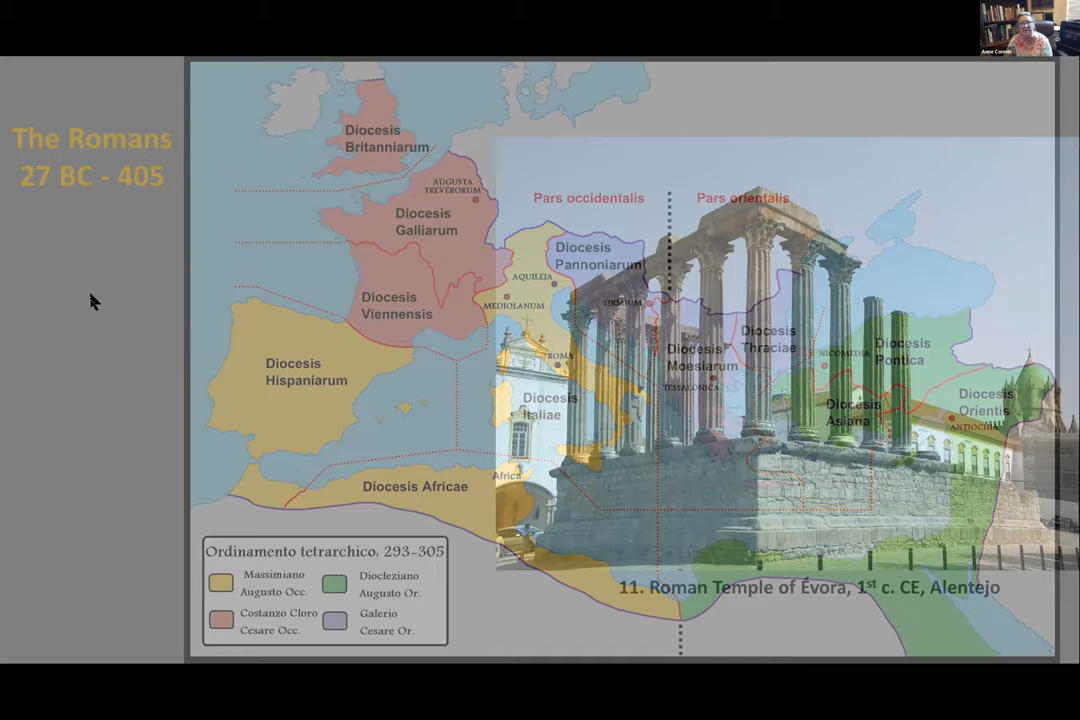 Anne Connor
The Romans
27 BC - 405
Diocesis
Britanniarum
AUGUSTA
TREVERORUM
Diocesis
Galliarum
Pars occidentalis
Pars orientalis
Diocesis
Pannoniarum
AQUILEIA
MEDIOLANUM
SIRMIUM
Diocesis
Viennensis
Diocesis
Hispaniarum
ROMA
Diocesis
Italiae
Diocesis
Moesiarum
TESSALONICA
Diocesis
Thraciae
NICOMEDIA
Diocesis
Pontica
Diocesis
Asiana
Diocesis
Orientis
ANTIOCHIA
Africa
Diocesis Africae
Ordinamento tetrarchico: 293-305
Massimiano
Augusto Occ.
Diocleziano
Augusto Or.
Costanzo Cloro
Cesare Occ.
Galerio
Cesare Or.
11. Roman Temple of Évora, 1st c. CE, Alentejo